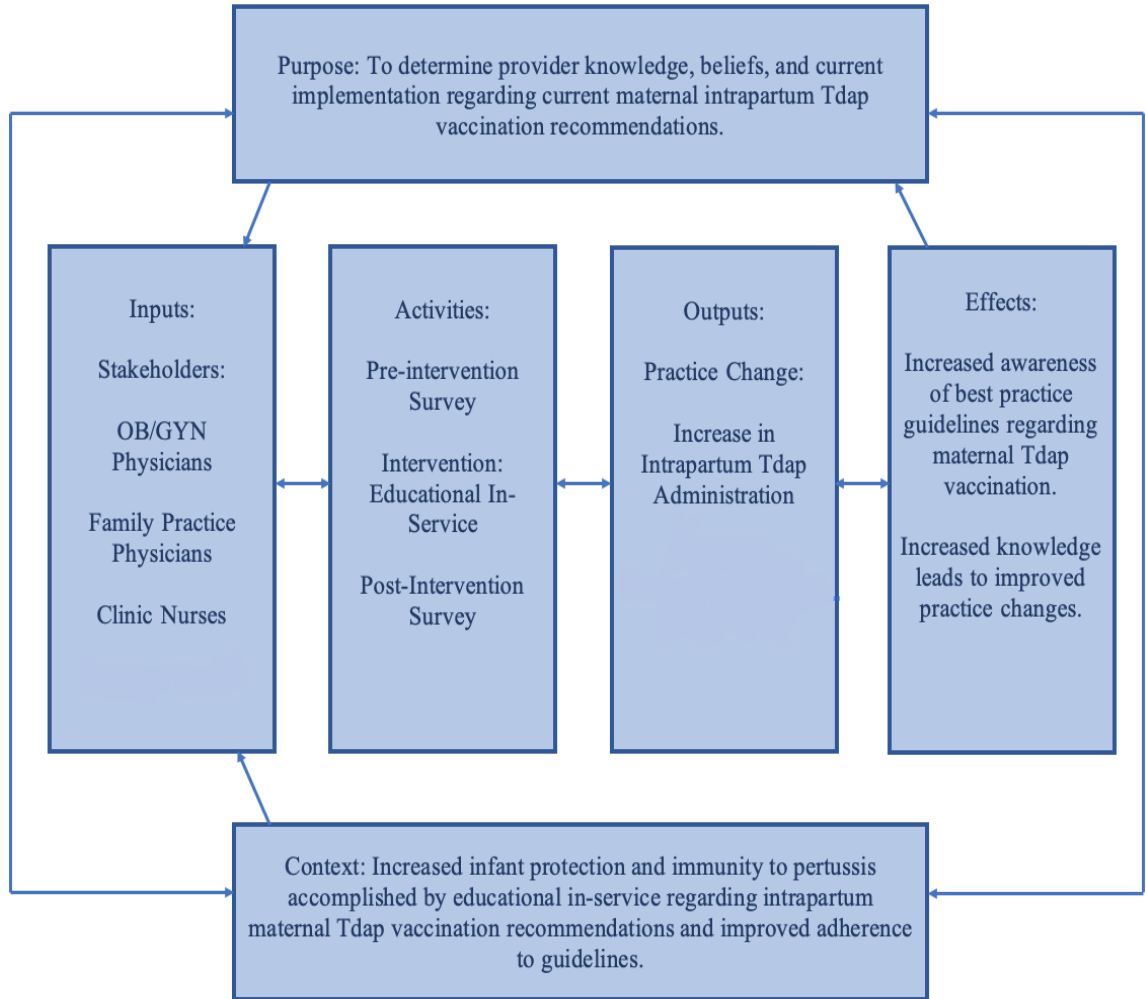 Purpose: To determine provider knowledge, beliefs, and current
implementation regarding current maternal intrapartum Tdap
vaccination recommendations.
Inputs:
Stakeholders:
OB/GYN
Physicians
Family Practice
Physicians
Clinic Nurses
Activities:
Pre-intervention
Survey
Intervention:
Educational In-
Service
Post-Intervention
Survey
Outputs:
Practice Change:
Increase in
Intrapartum Tdap
Administration
Effects:
Increased awareness
of best practice
guidelines regarding
maternal Tdap
vaccination.
Increased knowledge
leads to improved
practice changes.
Context: Increased infant protection and immunity to pertussis
accomplished by educational in-service regarding intrapartum
maternal Tdap vaccination recommendations and improved adherence
to guidelines.